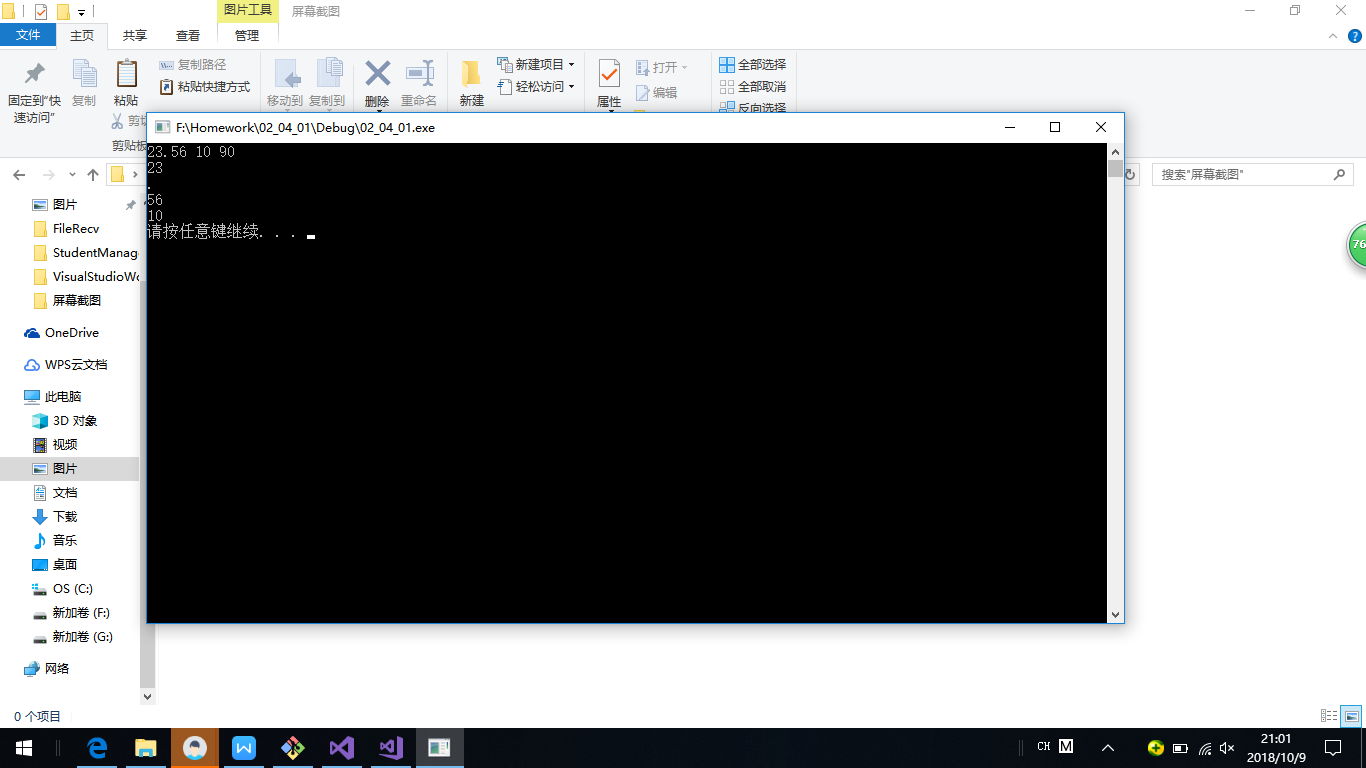 图片工具
屏幕截图
文件
主页
共享
查看
管理
固定到"快速访问"
复制
粘贴
复制路径
粘贴快捷方式
剪切
剪贴板
移动到
复制到
删除
重命名
新建项目
轻松访问
新建
属性
打开
编辑
全部选择
全部取消
反向选择
F:\Homework\02_04_01\Debug\02_04_01.exe
23.56 10 90
23
.
56
10
请按任意键继续. . .
搜索"屏幕截图"
76
图片
FileRecv
StudentManag
VisualStudioWo
屏幕截图
OneDrive
WPS云文档
此电脑
3D 对象
视频
图片
文档
下载
音乐
桌面
OS (C:)
新加卷 (F:)
新加卷 (G:)
网络
0 个项目
CH M
21:01
2018/10/9